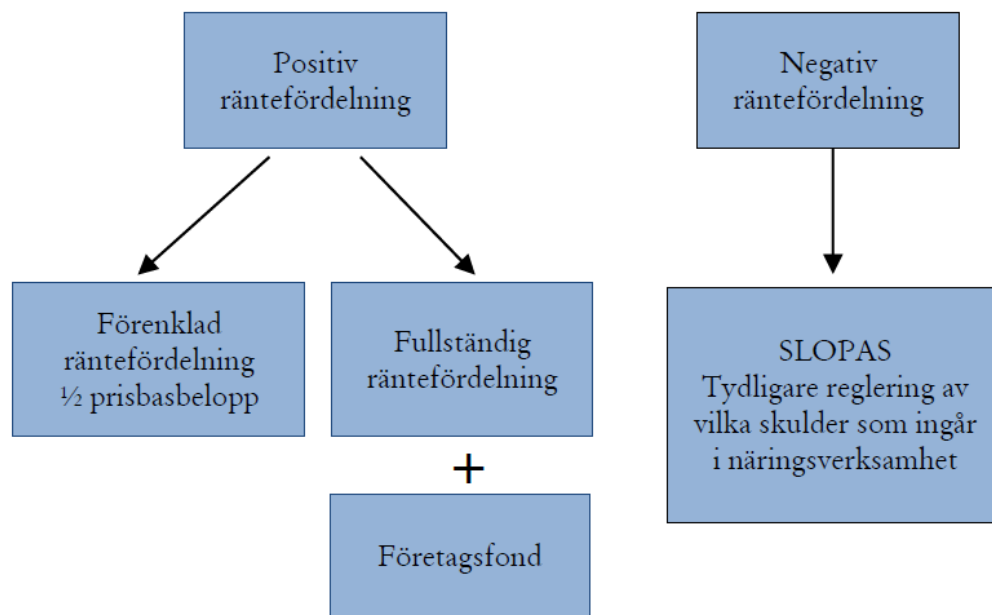 Positiv
räntefördelning
Negativ
räntefördelning
Förenklad
räntefördelning
½ prisbasbelopp
Fullständig
räntefördelning
SLOPAS
Tydligare reglering av
vilka skulder som ingår
i näringsverksamhet
+
Företagsfond